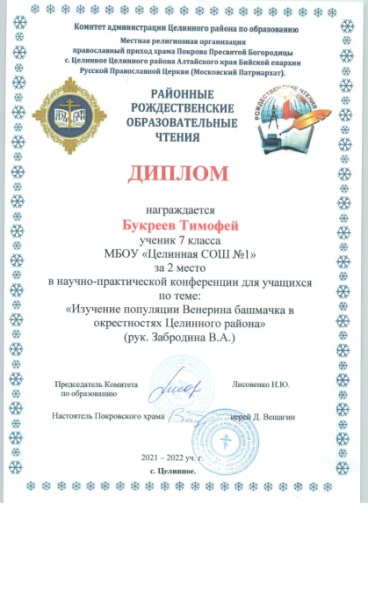 Комитет администрации Целинного района по образованию
Местная религиозная организация
православный приход храма Покрова Пресвятой Богородицы
с. Целинное Целинного района Алтайского края Бийской епархии
Русской Православной Церкви (Московский Патриархат).
РАЙОННЫЕ
РОЖДЕСТВЕНСКИЕ
ОБРАЗОВАТЕЛЬНЫЕ
ЧТЕНИЯ
РОЖДЕСТВЕНСКИЕ ЧТЕНИЯ
ДИПЛОМ
награждается
Букреев Тимофей
ученик 7 класса
МБОУ «Целинная СОШ №1»
за 2 место
в научно-практической конференции для учащихся
по теме:
«Изучение популяции Венерина башмачка в
окрестностях Целинного района»
(рук. Забродина В.А.)
Председатель Комитета
по образованию
Лисовенко Н.Ю.
Настоятель Покровского храма
иерей Д. Вещагин
2021 – 2022 уч. г.
с. Целинное.